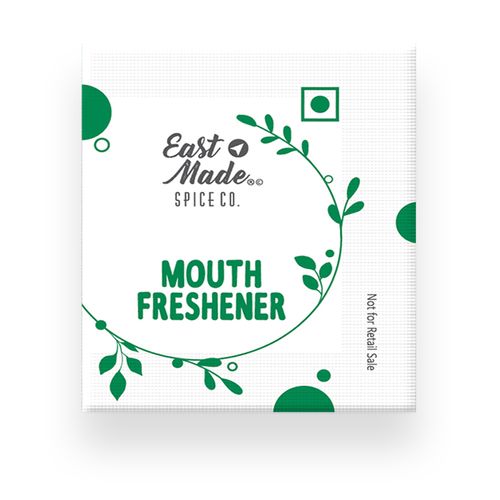 East
Made®©
SPICE CO.
MOUTH
FRESHENER
Not for Retail Sale